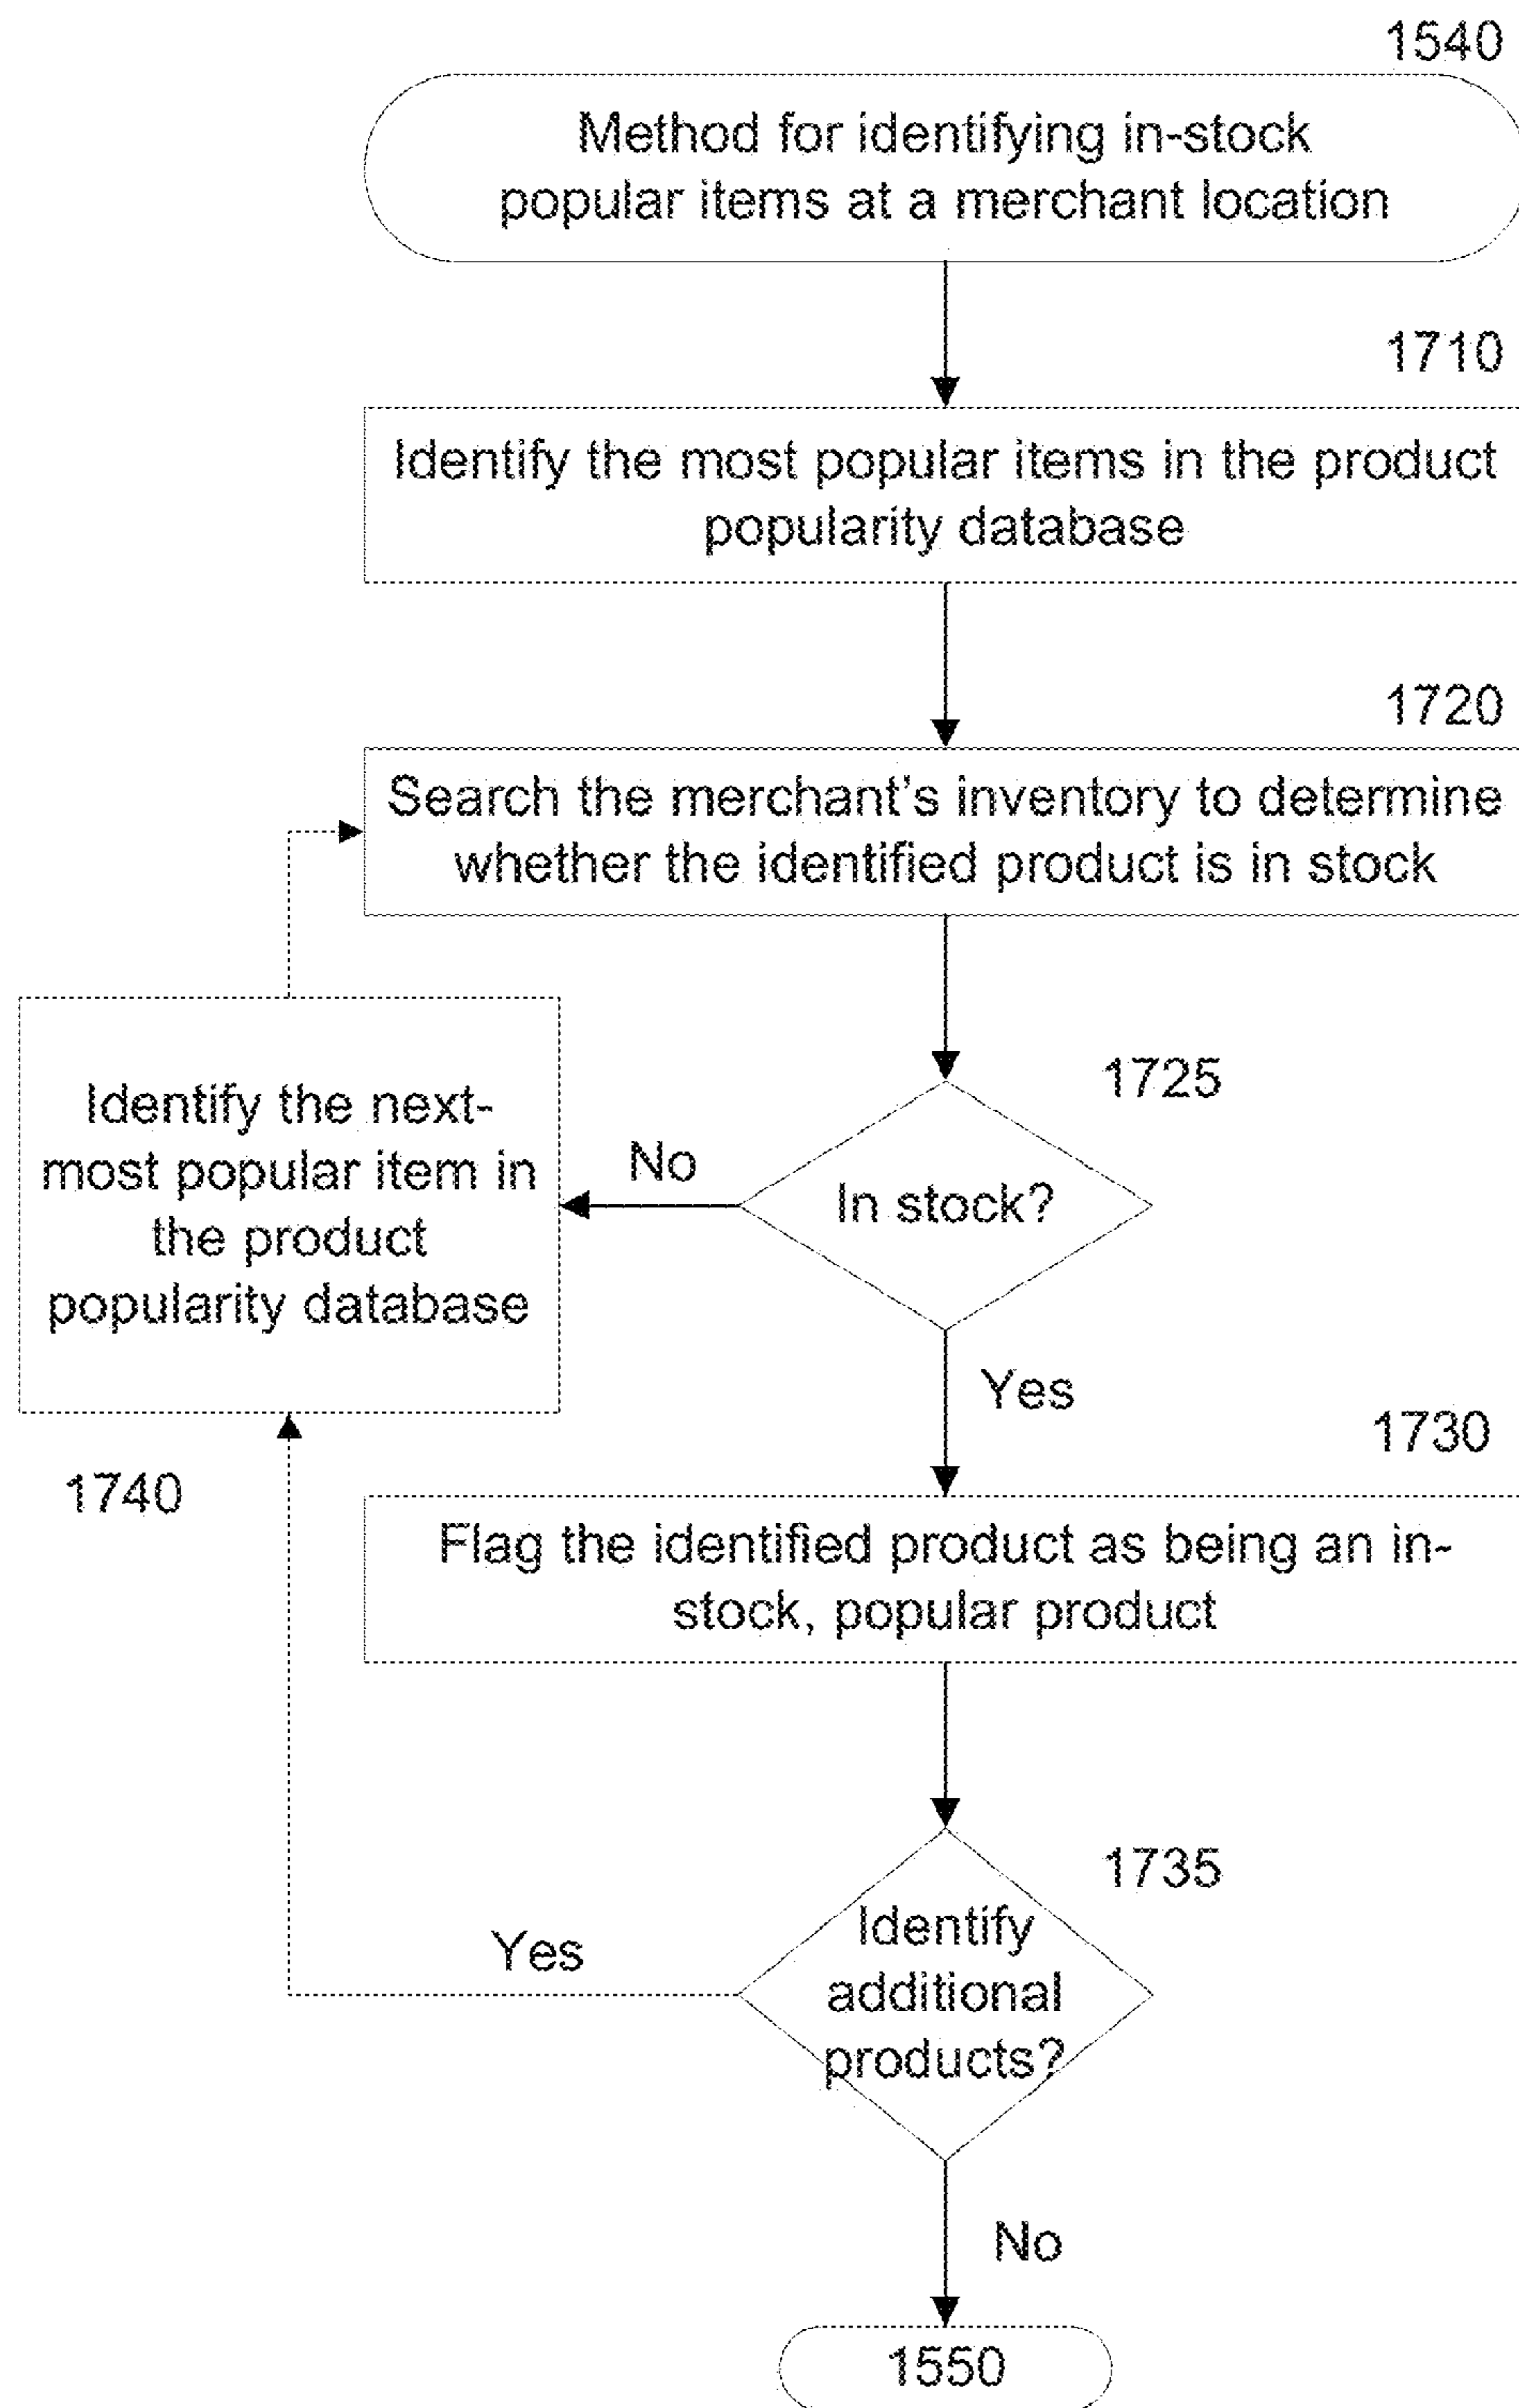 1540
Method for identifying in-stock
popular items at a merchant location
1710
Identify the most popular items in the product
popularity database
1720
Search the merchant's inventory to determine
whether the identified product is in stock
1725
In stock?
No
Identify the next-
most popular item in
the product
popularity database
1740
Yes
1730
Flag the identified product as being an in-
stock, popular product
1735
Identify
additional
products?
Yes
No
1550